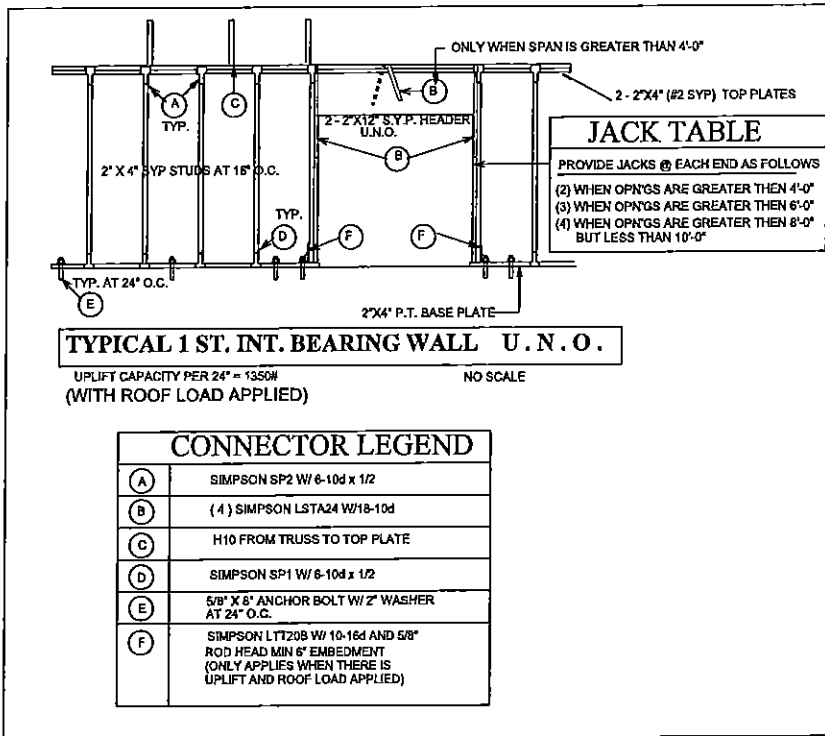 ONLY WHEN SPAN IS GREATER THAN 4'-0"
B
A
TYP.
C
2 - 2"X4" (#2 SYP) TOP PLATES
2 - 2"X12" S.Y.P. HEADER
U.N.O.
B
2" X 4" SYP STUDS AT 16" O.C.
JACK TABLE
PROVIDE JACKS @ EACH END AS FOLLOWS
(2) WHEN OPN'GS ARE GREATER THEN 4'-0"
(3) WHEN OPN'GS ARE GREATER THEN 6'-0"
(4) WHEN OPN'GS ARE GREATER THEN 8'-0"
BUT LESS THAN 10'-0"
TYP.
D
F
F
TYP. AT 24" O.C.
E
2"X4" P.T. BASE PLATE
TYPICAL 1 ST. INT. BEARING WALL U.N.O.
UPLIFT CAPACITY PER 24" = 1350#
NO SCALE
(WITH ROOF LOAD APPLIED)
CONNECTOR LEGEND
A SIMPSON SP2 W/ 6-10d x 1/2
B ( 4 ) SIMPSON LSTA24 W/18-10d
C H10 FROM TRUSS TO TOP PLATE
D SIMPSON SP1 W/ 6-10d x 1/2
E 5/8" X 8" ANCHOR BOLT W/ 2" WASHER
AT 24" O.C.
F SIMPSON LTT20B W/ 10-16d AND 5/8"
ROD HEAD MIN 6" EMBEDMENT
(ONLY APPLIES WHEN THERE IS
UPLIFT AND ROOF LOAD APPLIED)